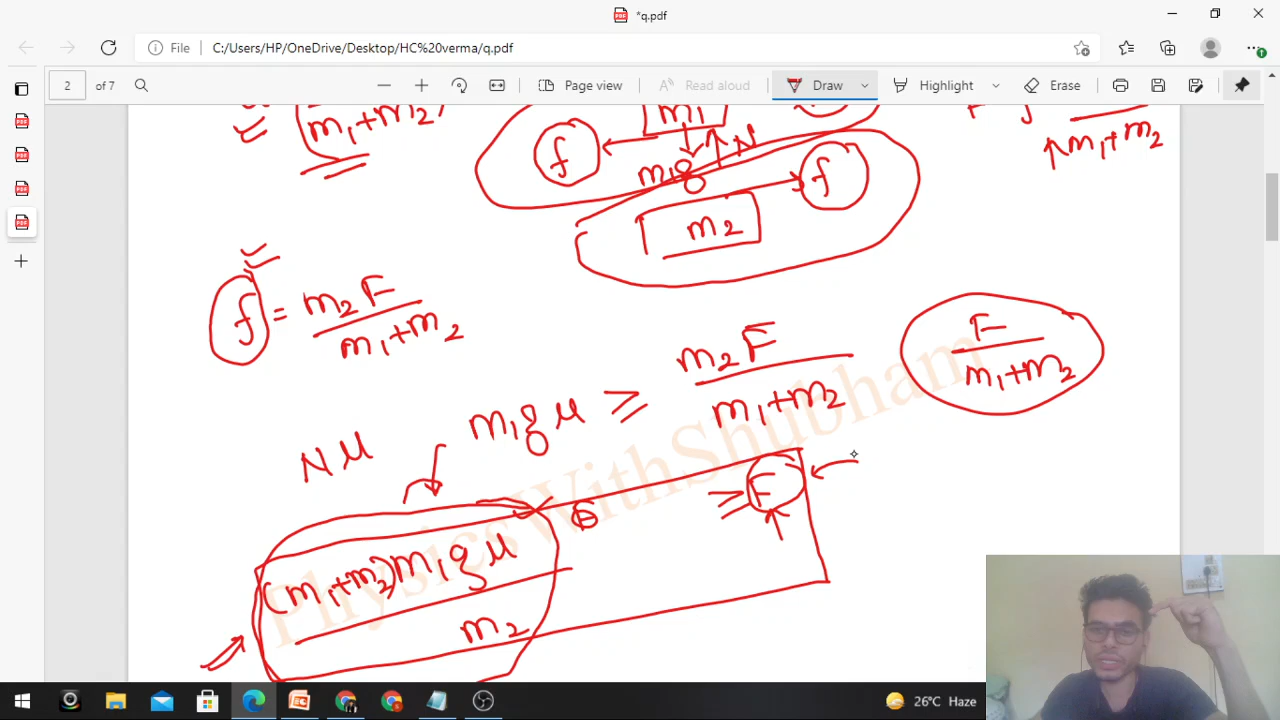 *q.pdf
File C:/Users/HP/OneDrive/Desktop/HC%20verma/q.pdf
2 of 7 Page view Read aloud Draw Highlight Erase
m₁+m₂
m₁
f
m₁g N
m₁+m₂
f
m₂
f = m₂F / m₁+m₂
m₂F / m₁+m₂
F / m₁+m₂
m₁gμ ≥
Nμ
(m₁+m₂)m₁gμ / m₂
≥ F
PhysicsWithShubham
26°C Haze